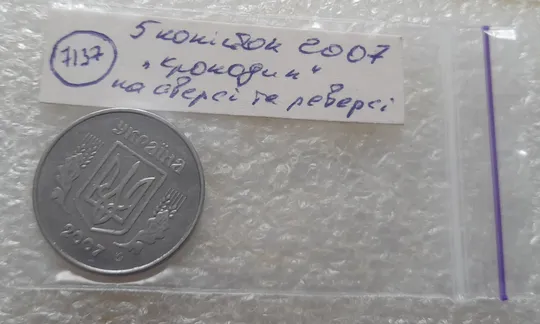 7137
5 копійок 2007
„крокодил"
на аверсі та реверсі
Україна
2007